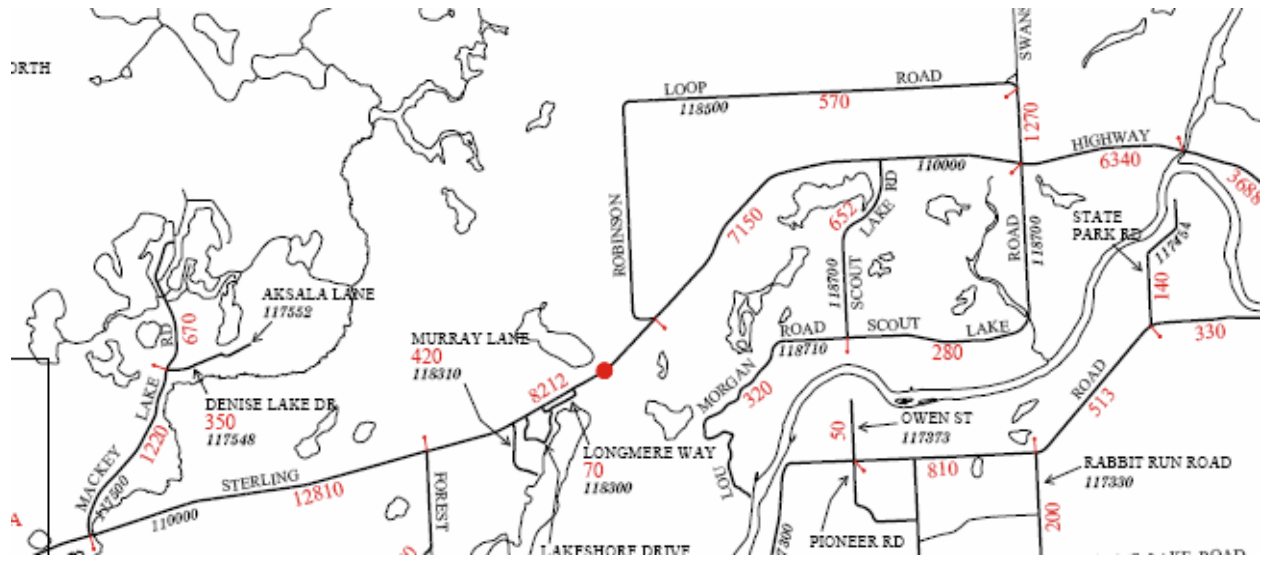 SWANS
ORTH
LOOP
ROAD
118500
570
1270
HIGHWAY
6340
3688
110000
652
LAKE
RD
7150
ROBINSON
STATE
PARK RD
117454
ROAD
118700
118700
SCOUT
140
AKSALA LANE
117552
670
RD
MURRAY LANE
420
118310
8212
ROAD
118710
SCOUT
LAKE
280
330
MORGAN
320
LOU
ROAD
513
LAKE
DENISE LAKE DR
350
117548
1220
MACKEY
117500
OWEN ST
117373
50
810
LONGMERE WAY
70
118300
RABBIT RUN ROAD
117330
STERLING
12810
110000
FOREST
200
A
PIONEER RD
LAKESHORE DRIVE